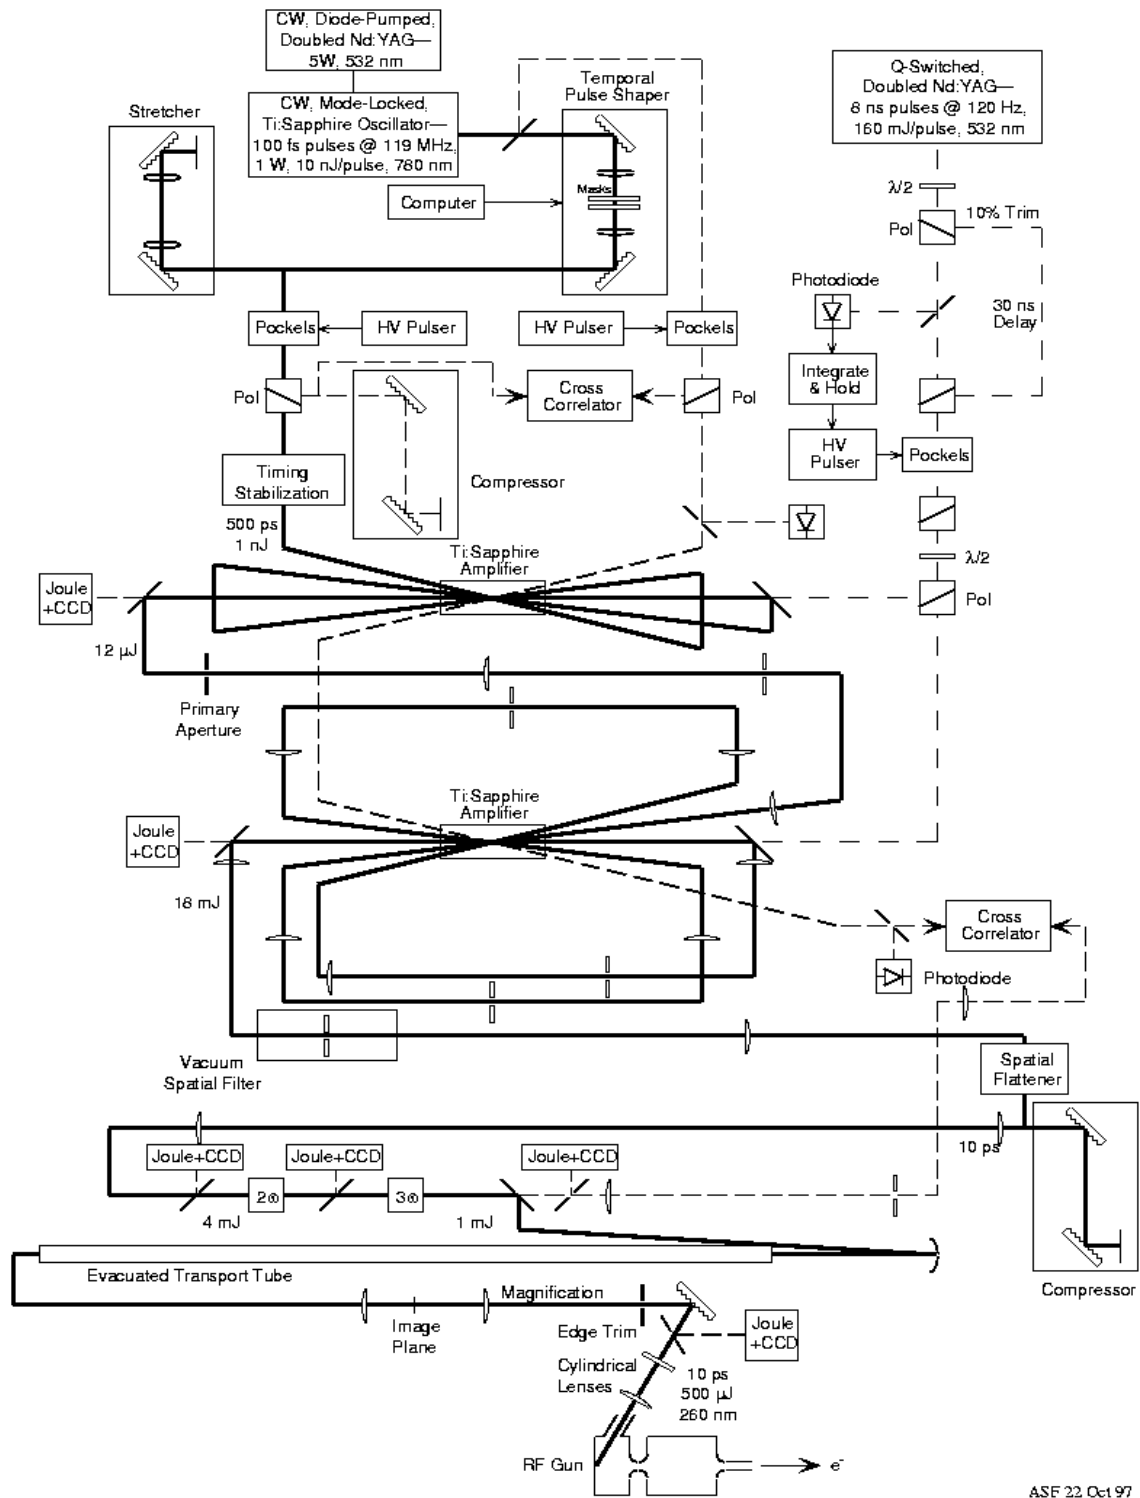 CW, Diode-Pumped,
Doubled Nd:YAG—
5W, 532 nm
CW, Mode-Locked,
Ti:Sapphire Oscillator—
100 fs pulses @ 119 MHz,
1 W, 10 nJ/pulse, 780 nm
Stretcher
Temporal
Pulse Shaper
Masks
Computer
Q-Switched,
Doubled Nd:YAG—
8 ns pulses @ 120 Hz,
160 mJ/pulse, 532 nm
λ/2
10% Trim
Pol
Photodiode
30 ns
Delay
Pockels
HV Pulser
HV Pulser
Pockels
Integrate
& Hold
Pol
Cross
Correlator
Pol
HV
Pulser
Pockels
Timing
Stabilization
Compressor
500 ps
1 nJ
Ti:Sapphire
Amplifier
λ/2
Joule
+CCD
Pol
12 μJ
Primary
Aperture
Ti:Sapphire
Amplifier
Joule
+CCD
18 mJ
Cross
Correlator
Photodiode
Vacuum
Spatial Filter
Spatial
Flattener
10 ps
Joule+CCD
Joule+CCD
Joule+CCD
2ω
3ω
4 mJ
1 mJ
Evacuated Transport Tube
Compressor
Magnification
Image
Plane
Edge Trim
Joule
+CCD
Cylindrical
Lenses
10 ps
500 μJ
260 nm
RF Gun
e-
ASF 22 Oct 97